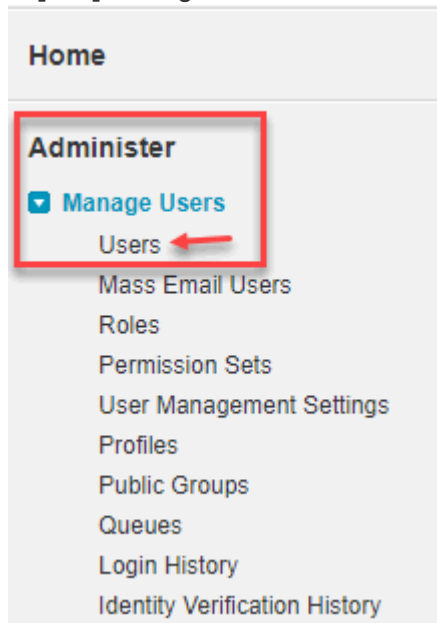 Home
Administer
Manage Users
Users
Mass Email Users
Roles
Permission Sets
User Management Settings
Profiles
Public Groups
Queues
Login History
Identity Verification History